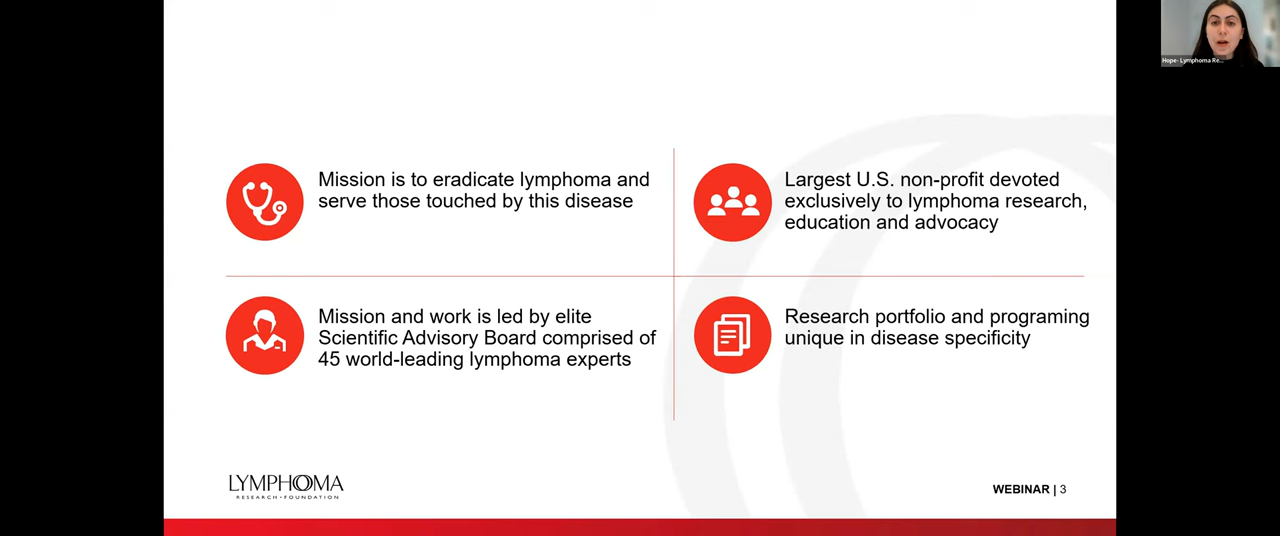 Hope- Lymphoma Re...
Mission is to eradicate lymphoma and
serve those touched by this disease
Largest U.S. non-profit devoted
exclusively to lymphoma research,
education and advocacy
Mission and work is led by elite
Scientific Advisory Board comprised of
45 world-leading lymphoma experts
Research portfolio and programing
unique in disease specificity
LYMPHOMA
RESEARCH • FOUNDATION
WEBINAR | 3